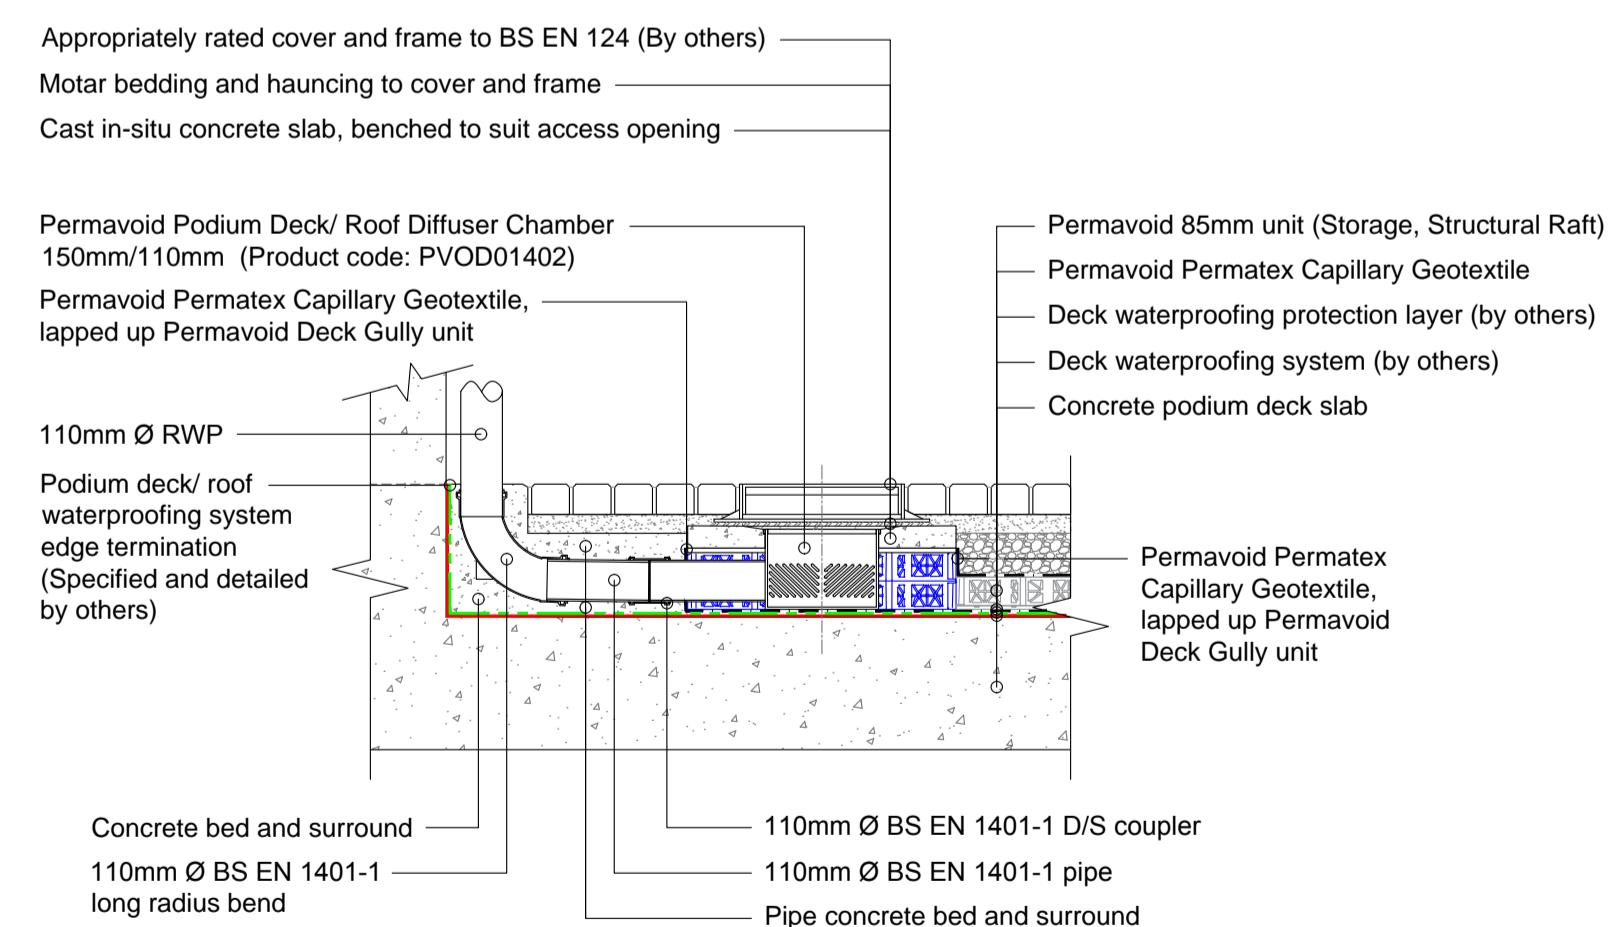 Appropriately rated cover and frame to BS EN 124 (By others)
Motar bedding and hauncing to cover and frame
Cast in-situ concrete slab, benched to suit access opening
Permavoid Podium Deck/ Roof Diffuser Chamber
150mm/110mm (Product code: PVOD01402)
Permavoid Permatex Capillary Geotextile,
lapped up Permavoid Deck Gully unit
110mm Ø RWP
Podium deck/ roof
waterproofing system
edge termination
(Specified and detailed
by others)
Permavoid 85mm unit (Storage, Structural Raft)
Permavoid Permatex Capillary Geotextile
Deck waterproofing protection layer (by others)
Deck waterproofing system (by others)
Concrete podium deck slab
Permavoid Permatex
Capillary Geotextile,
lapped up Permavoid
Deck Gully unit
Concrete bed and surround
110mm Ø BS EN 1401-1
long radius bend
110mm Ø BS EN 1401-1 D/S coupler
110mm Ø BS EN 1401-1 pipe
Pipe concrete bed and surround